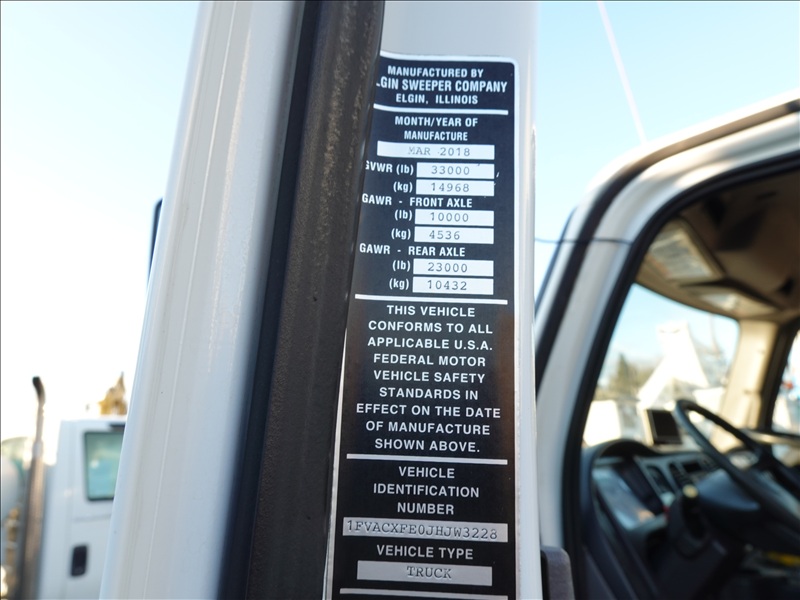 MANUFACTURED BY
LGIN SWEEPER COMPANY
ELGIN, ILLINOIS
MONTH/YEAR OF
MANUFACTURE
MAR 2018
GVWR (lb) 33000
(kg) 14968
GAWR - FRONT AXLE
(lb) 10000
(kg) 4536
GAWR - REAR AXLE
(lb) 23000
(kg) 10432
THIS VEHICLE
CONFORMS TO ALL
APPLICABLE U.S.A.
FEDERAL MOTOR
VEHICLE SAFETY
STANDARDS IN
EFFECT ON THE DATE
OF MANUFACTURE
SHOWN ABOVE.
VEHICLE
IDENTIFICATION
NUMBER
1FVACXFE0JHJW3228
VEHICLE TYPE
TRUCK